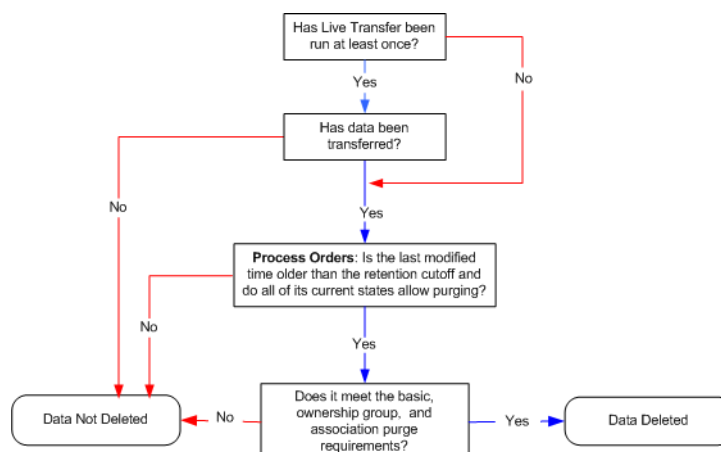 Has Live Transfer been
run at least once?
No
Yes
Has data been
transferred?
No
Yes
Process Orders: Is the last modified
time older than the retention cutoff and
do all of its current states allow purging?
No
Yes
Does it meet the basic,
ownership group, and
association purge
requirements?
Data Not Deleted
No
Yes
Data Deleted